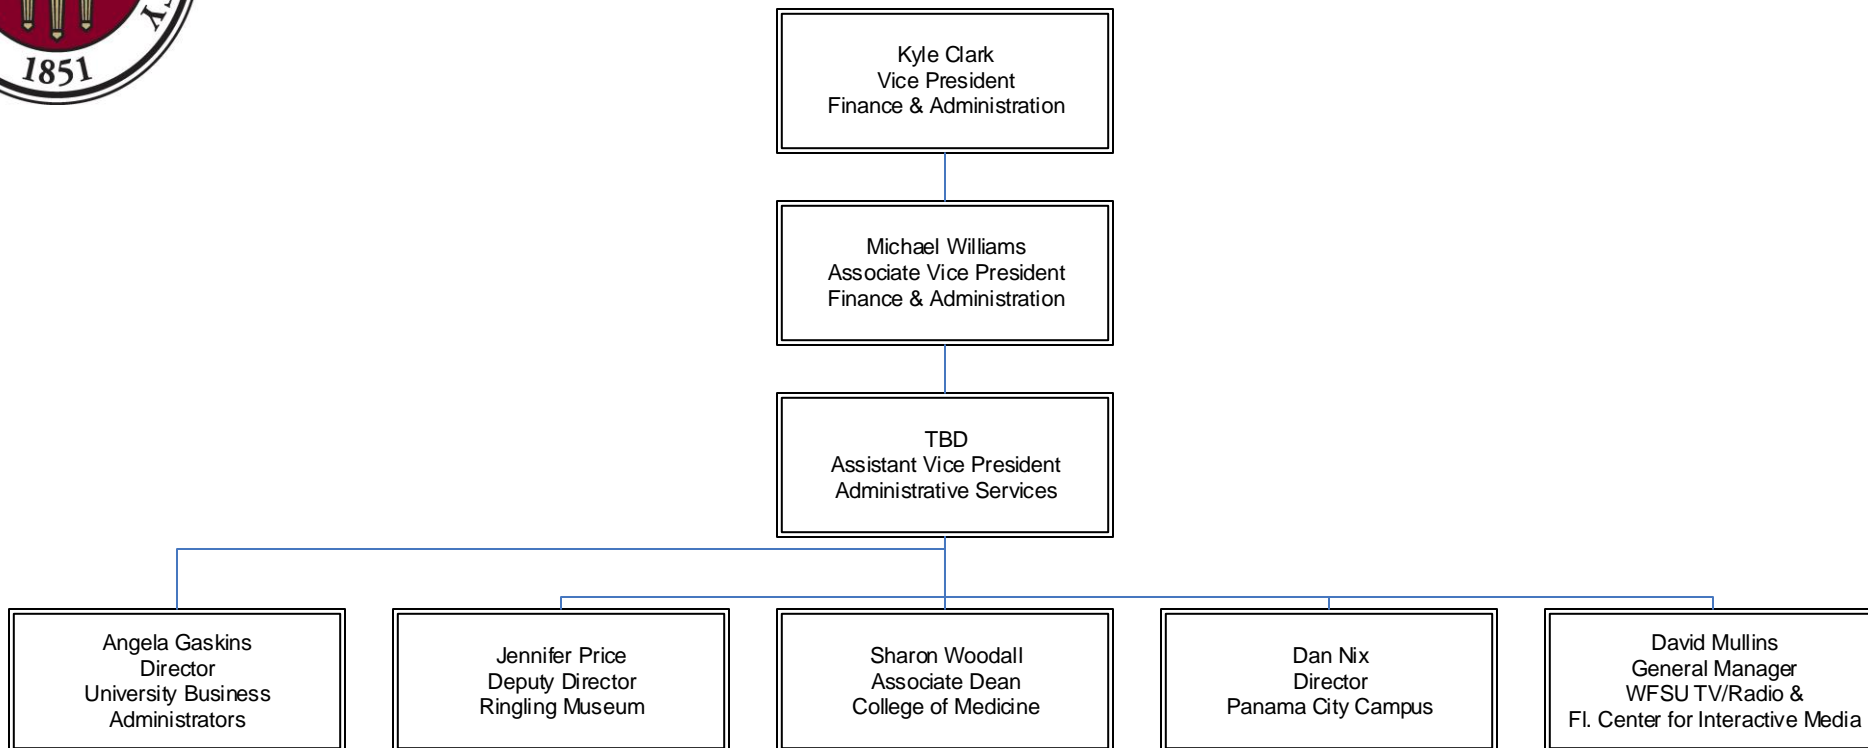 TY
1851
Kyle Clark
Vice President
Finance & Administration
Michael Williams
Associate Vice President
Finance & Administration
TBD
Assistant Vice President
Administrative Services
Angela Gaskins
Director
University Business
Administrators
Jennifer Price
Deputy Director
Ringling Museum
Sharon Woodall
Associate Dean
College of Medicine
Dan Nix
Director
Panama City Campus
David Mullins
General Manager
WFSU TV/Radio &
Fl. Center for Interactive Media